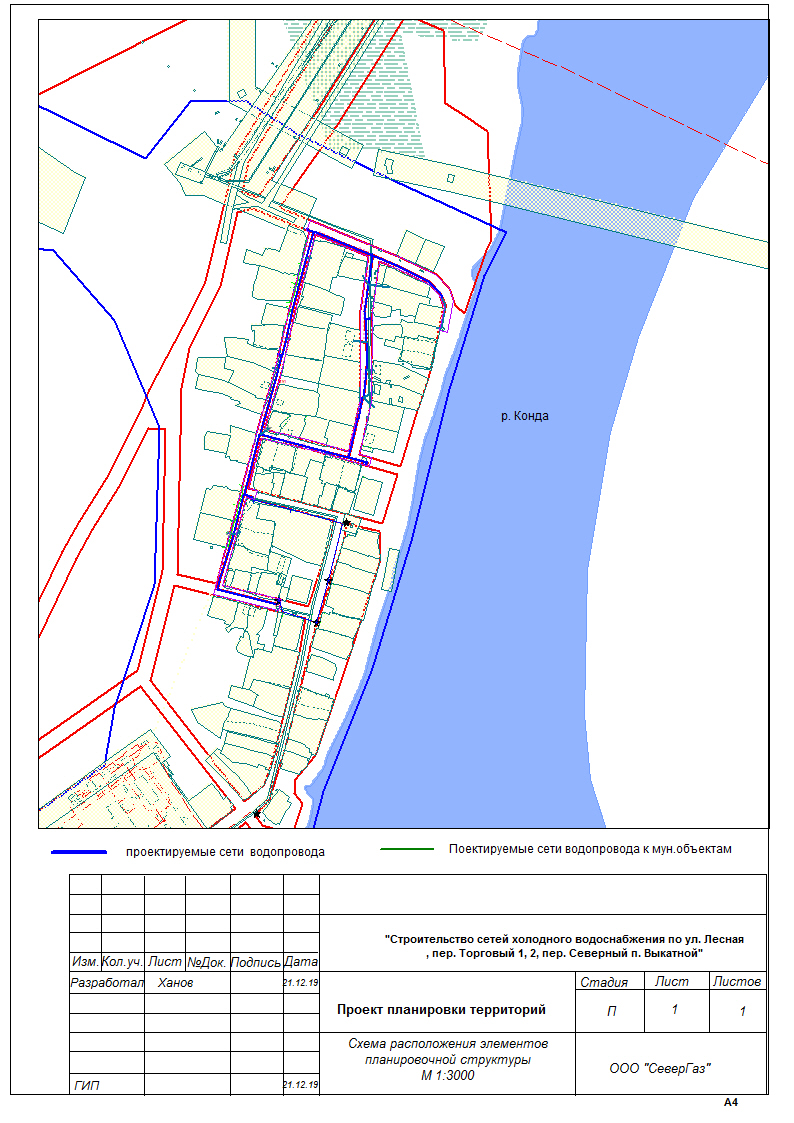 р. Конда
проектируемые сети водопровода
Поектируемые сети водопровода к мун.объектам
"Строительство сетей холодного водоснабжения по ул. Лесная
, пер. Торговый 1, 2, пер. Северный п. Выкатной"
Изм. Кол.уч. Лист №Док. Подпись Дата
Разработал Ханов 21.12.19
Проект планировки территорий
Стадия Лист Листов
П 1 1
Схема расположения элементов
планировочной структуры
М 1:3000
ООО "СеверГаз"
ГИП 21.12.19
А4